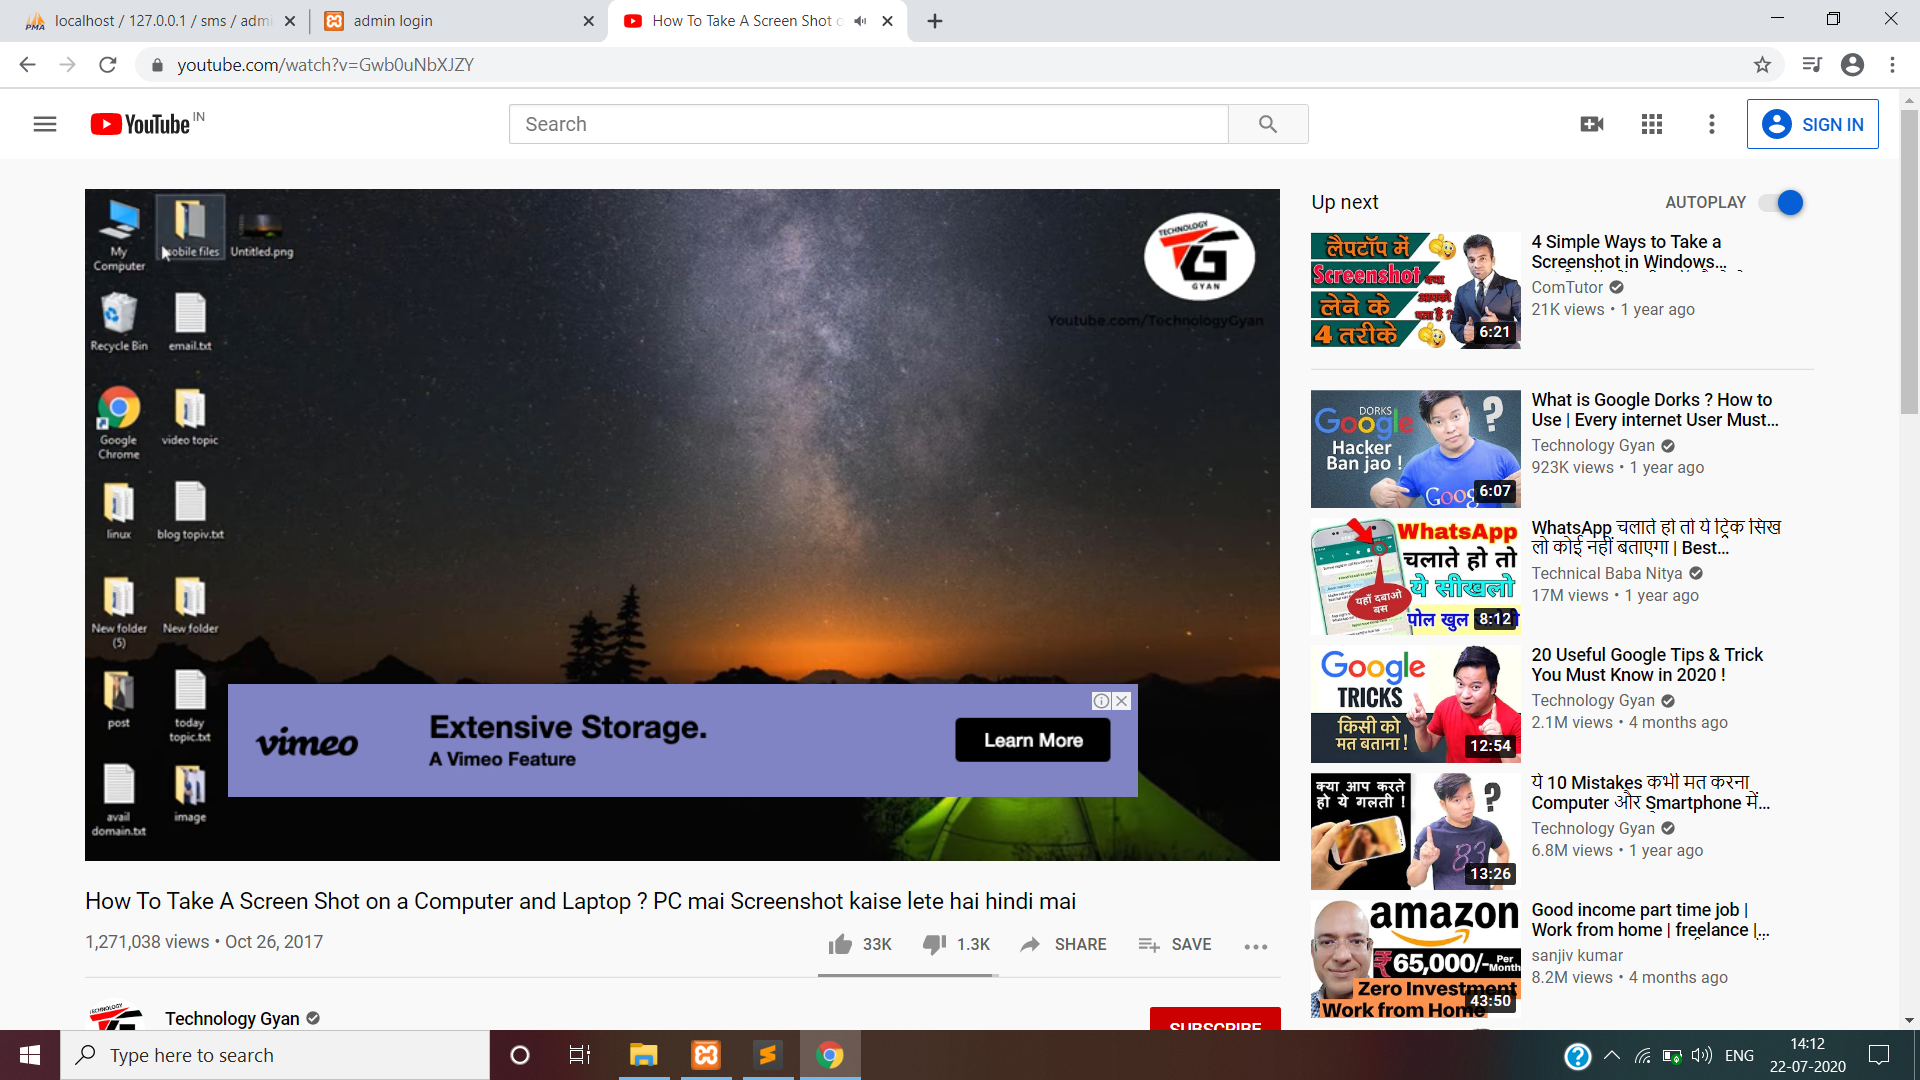 localhost / 127.0.0.1 / sms / adm
admin login
How To Take A Screen Shot o
youtube.com/watch?v=Gwb0uNbXJZY
YouTube IN
Search
SIGN IN
My Computer
mobile files
Untitled.png
Recycle Bin
email.txt
Google Chrome
video topic
linux
blog topiv.txt
New folder (5)
New folder
post
today topic.txt
avail domain.txt
image
TECHNOLOGY
GYAN
Youtube.com/TechnologyGyan
vimeo
Extensive Storage.
A Vimeo Feature
Learn More
How To Take A Screen Shot on a Computer and Laptop ? PC mai Screenshot kaise lete hai hindi mai
1,271,038 views • Oct 26, 2017
33K
1.3K
SHARE
SAVE
TECHNOLOGY
Technology Gyan
SUBSCRIBE
Up next
AUTOPLAY
लैपटॉप में
Screenshot क्या
लेने के आपको
4 तरीके पता हैं ?
6:21
4 Simple Ways to Take a
Screenshot in Windows...
ComTutor
21K views • 1 year ago
DORKS
Google
Hacker
Ban jao !
?
6:07
What is Google Dorks ? How to
Use | Every internet User Must...
Technology Gyan
923K views • 1 year ago
WhatsApp
चलाते हो तो
ये सीखलो
यहाँ दबाओ
बस
पोल खुल
8:12
WhatsApp चलाते हो तो ये ट्रिक सिख
लो कोई नहीं बताएगा | Best...
Technical Baba Nitya
17M views • 1 year ago
Google
TRICKS
किसी को
मत बताना !
12:54
20 Useful Google Tips & Trick
You Must Know in 2020 !
Technology Gyan
2.1M views • 4 months ago
क्या आप करते
हो ये गलती !
?
83
13:26
ये 10 Mistakes कभी मत करना
Computer और Smartphone में...
Technology Gyan
6.8M views • 1 year ago
amazon
₹65,000/- Per Month
Zero Investment
Work from Home
43:50
Good income part time job |
Work from home | freelance |...
sanjiv kumar
8.2M views • 4 months ago
Type here to search
ENG
14:12
22-07-2020